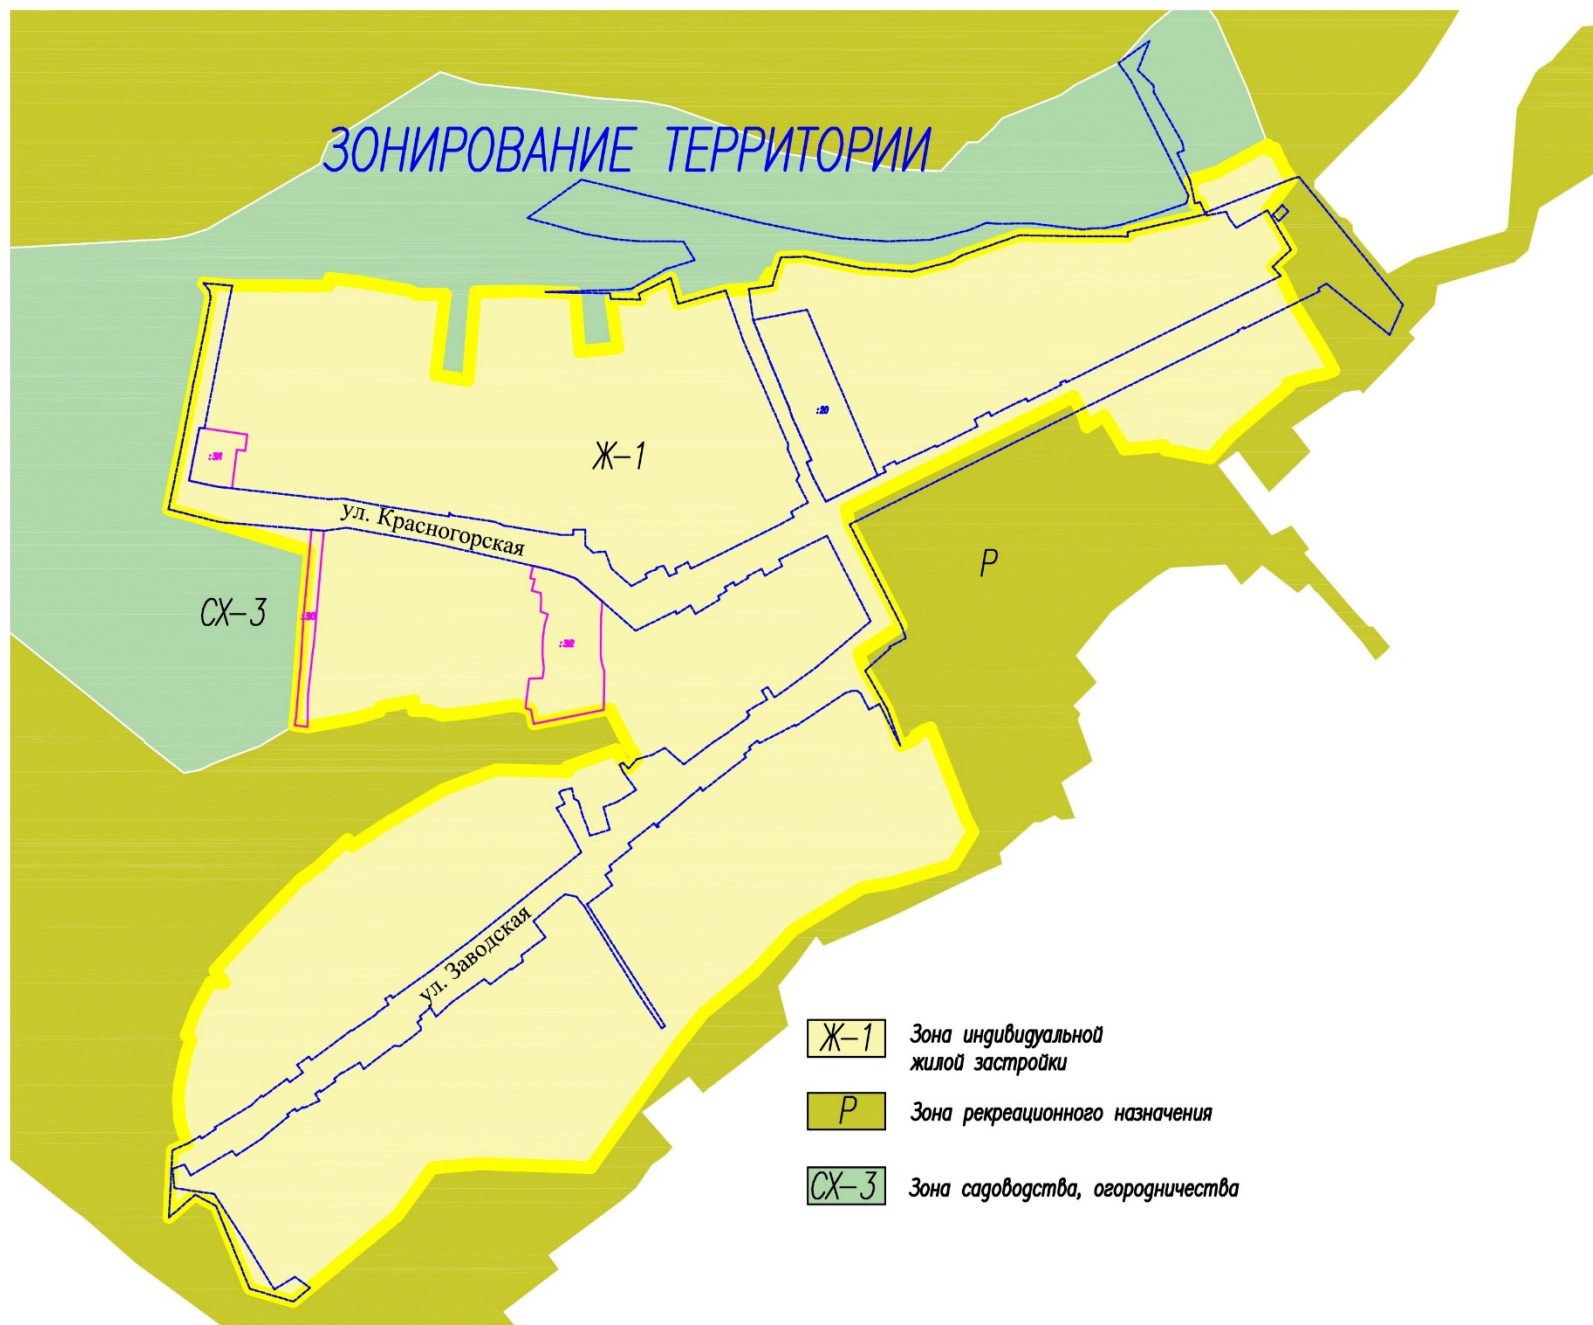 ЗОНИРОВАНИЕ ТЕРРИТОРИИ
:20
Ж-1
ул. Красногорская
Р
СХ-3
ул. Заводская
Ж-1
Зона индивидуальной
жилой застройки
Р
Зона рекреационного назначения
СХ-3
Зона садоводства, огородничества